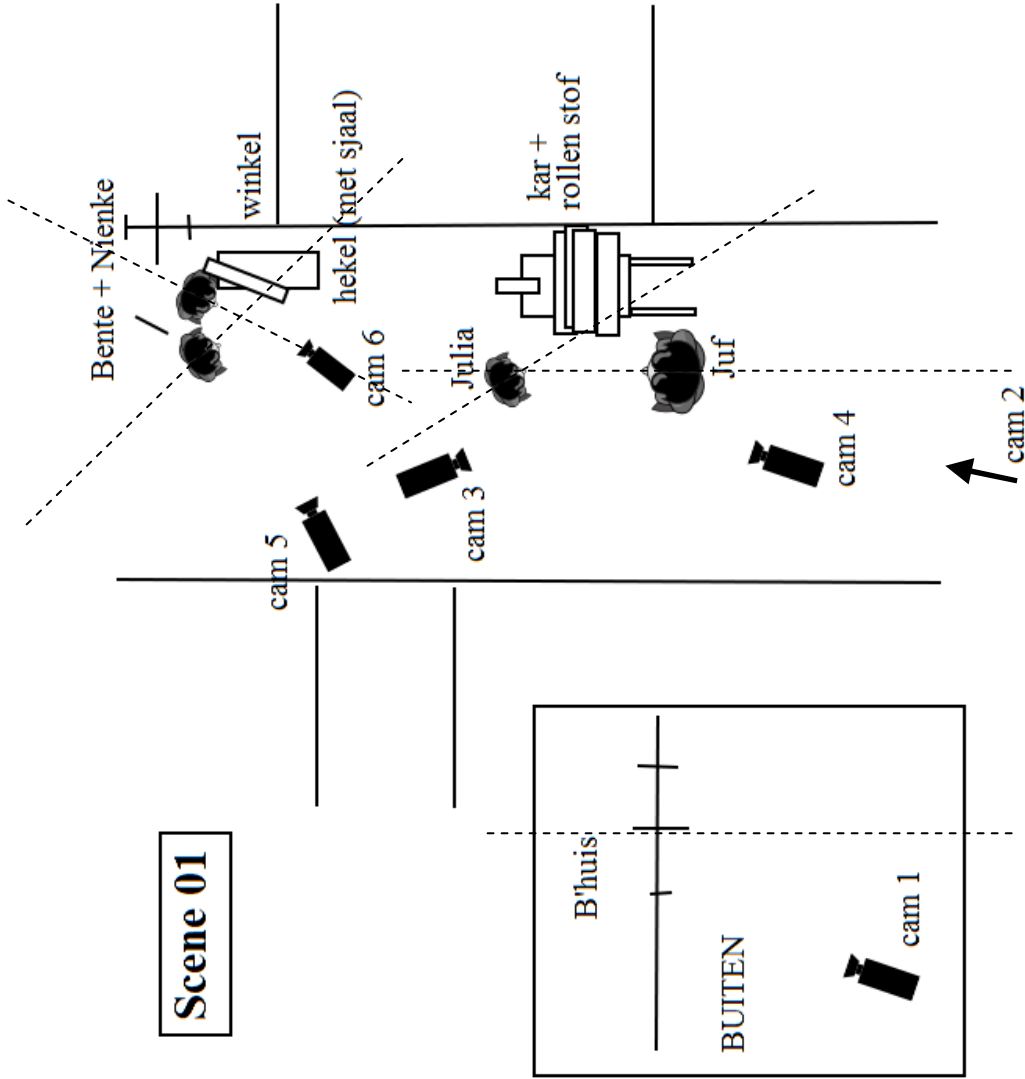 Scene 01
B'huis
BUITEN
cam 1
cam 5
cam 3
Bente + Nienke
winkel
hekel (met sjaal)
cam 6
Julia
kar +
rollen stof
Juf
cam 4
cam 2